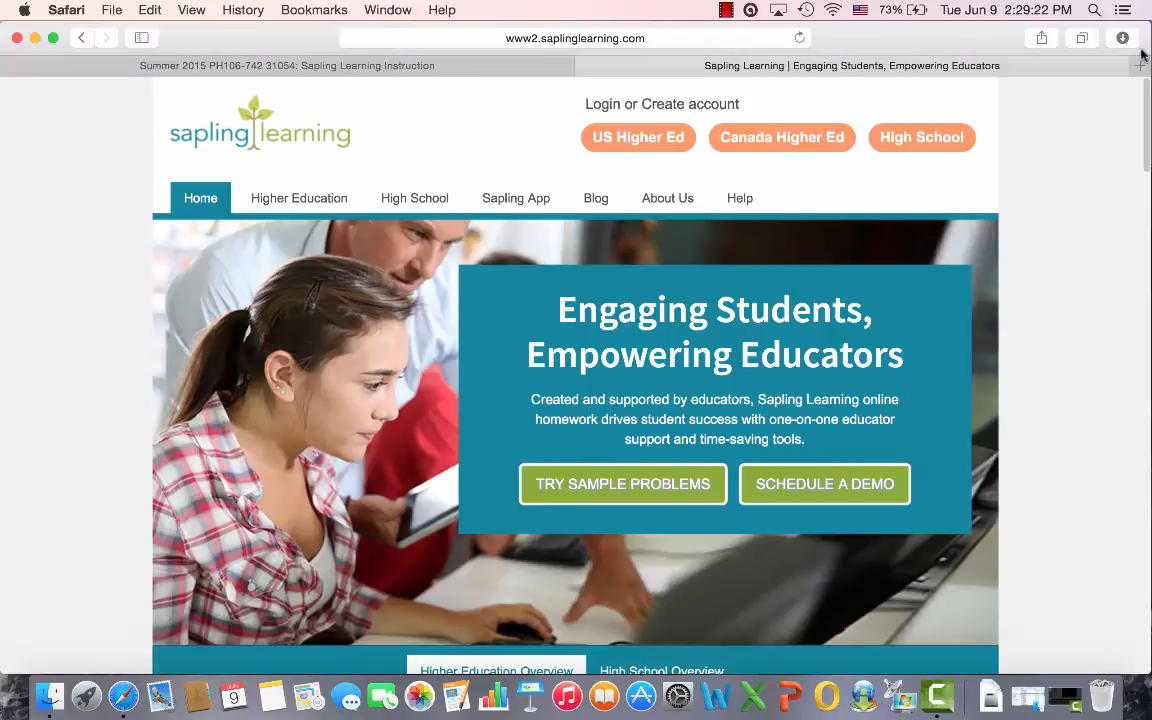 Safari File Edit View History Bookmarks Window Help 73% Tue Jun 9 2:29:22 PM
www2.saplinglearning.com
Summer 2015 PH106-742 31054: Sapling Learning Instruction
Sapling Learning | Engaging Students, Empowering Educators
sapling learning
Login or Create account
US Higher Ed Canada Higher Ed High School
Home Higher Education High School Sapling App Blog About Us Help
Engaging Students,
Empowering Educators
Created and supported by educators, Sapling Learning online
homework drives student success with one-on-one educator
support and time-saving tools.
TRY SAMPLE PROBLEMS SCHEDULE A DEMO
Higher Education Overview High School Overview
JUN
9